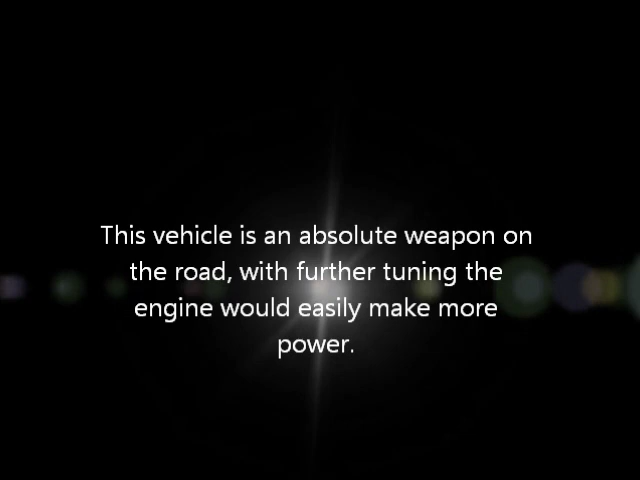 This vehicle is an absolute weapon on
the road, with further tuning the
engine would easily make more
power.